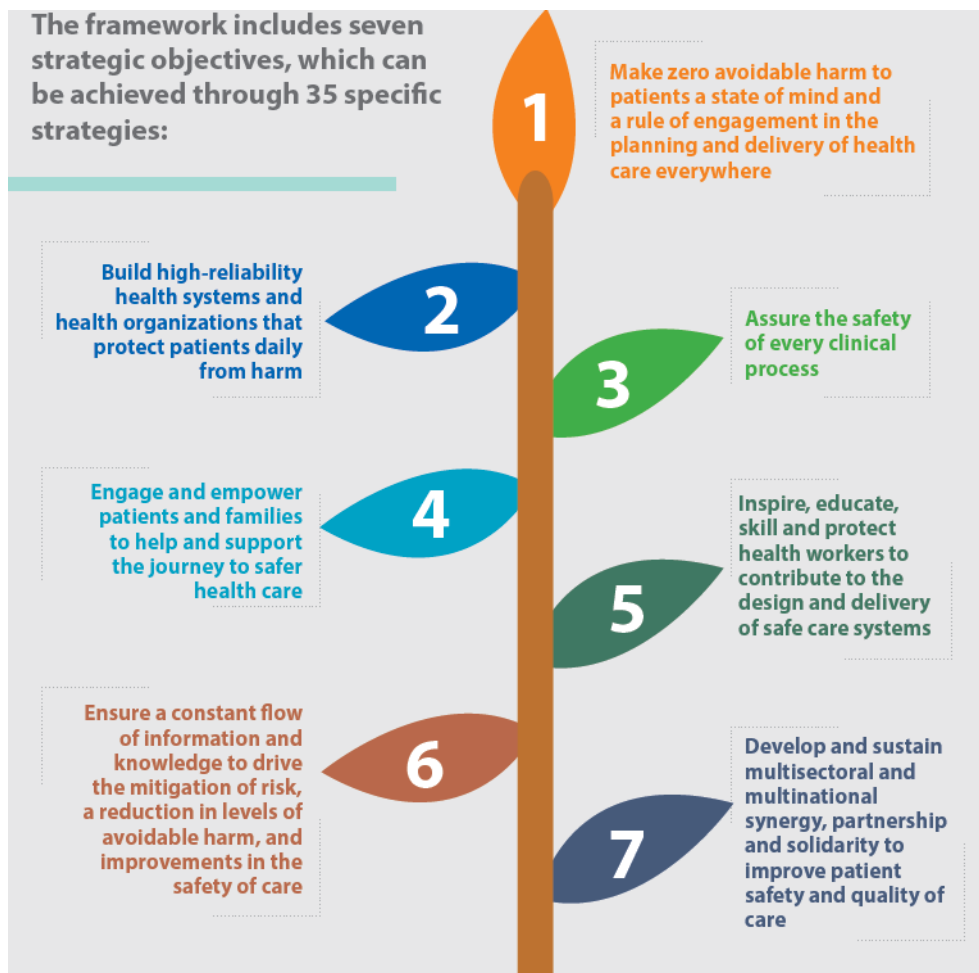 The framework includes seven
strategic objectives, which can
be achieved through 35 specific
strategies:
1
Make zero avoidable harm to
patients a state of mind and
a rule of engagement in the
planning and delivery of health
care everywhere
2
Build high-reliability
health systems and
health organizations that
protect patients daily
from harm
3
Assure the safety
of every clinical
process
4
Engage and empower
patients and families
to help and support
the journey to safer
health care
5
Inspire, educate,
skill and protect
health workers to
contribute to the
design and delivery
of safe care systems
6
Ensure a constant flow
of information and
knowledge to drive
the mitigation of risk,
a reduction in levels of
avoidable harm, and
improvements in the
safety of care
7
Develop and sustain
multisectoral and
multinational
synergy, partnership
and solidarity to
improve patient
safety and quality of
care